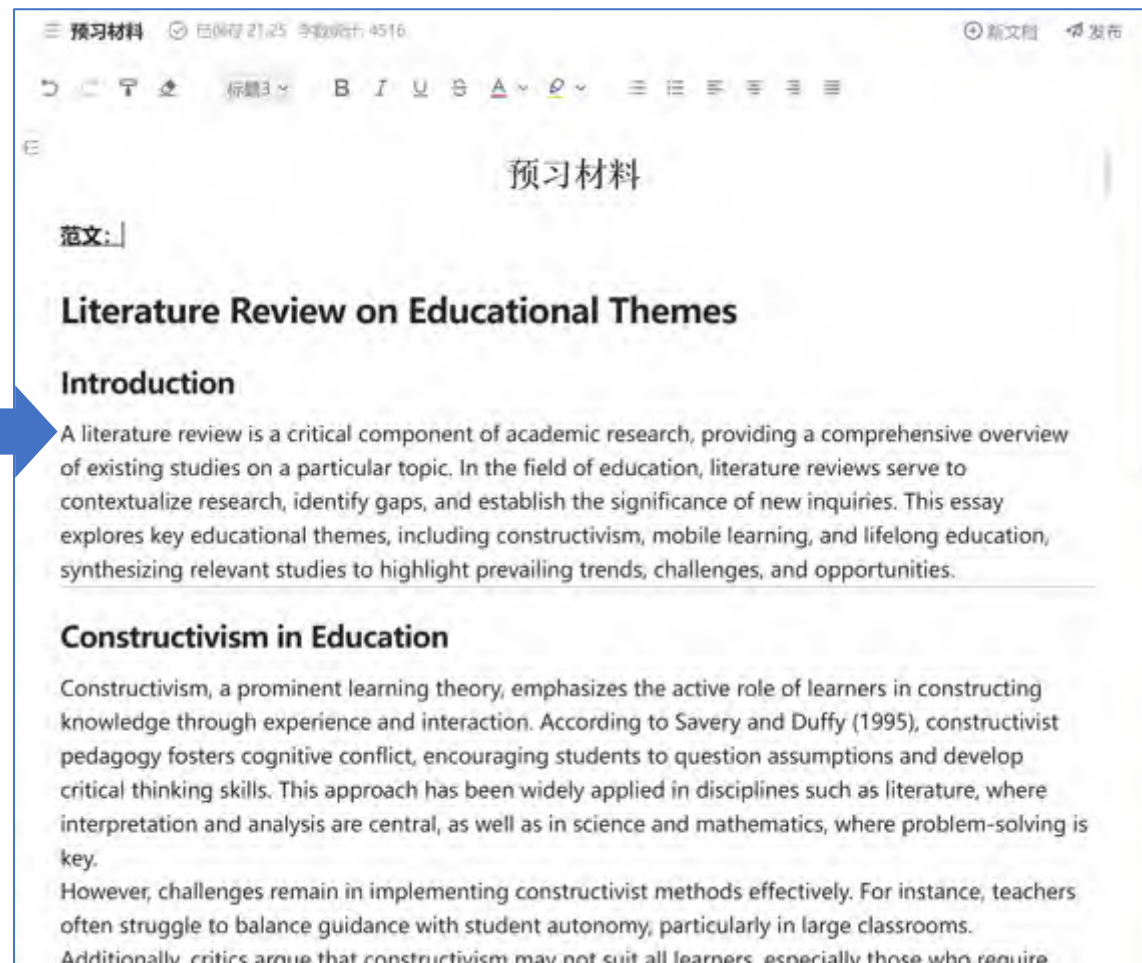 预习材料 已保存 21:25 字数统计: 4516 新文档 发布
标题3 B I U S A
预习材料
范文:
Literature Review on Educational Themes
Introduction
A literature review is a critical component of academic research, providing a comprehensive overview
of existing studies on a particular topic. In the field of education, literature reviews serve to
contextualize research, identify gaps, and establish the significance of new inquiries. This essay
explores key educational themes, including constructivism, mobile learning, and lifelong education,
synthesizing relevant studies to highlight prevailing trends, challenges, and opportunities.
Constructivism in Education
Constructivism, a prominent learning theory, emphasizes the active role of learners in constructing
knowledge through experience and interaction. According to Savery and Duffy (1995), constructivist
pedagogy fosters cognitive conflict, encouraging students to question assumptions and develop
critical thinking skills. This approach has been widely applied in disciplines such as literature, where
interpretation and analysis are central, as well as in science and mathematics, where problem-solving is
key.
However, challenges remain in implementing constructivist methods effectively. For instance, teachers
often struggle to balance guidance with student autonomy, particularly in large classrooms.
Additionally, critics argue that constructivism may not suit all learners, especially those who require